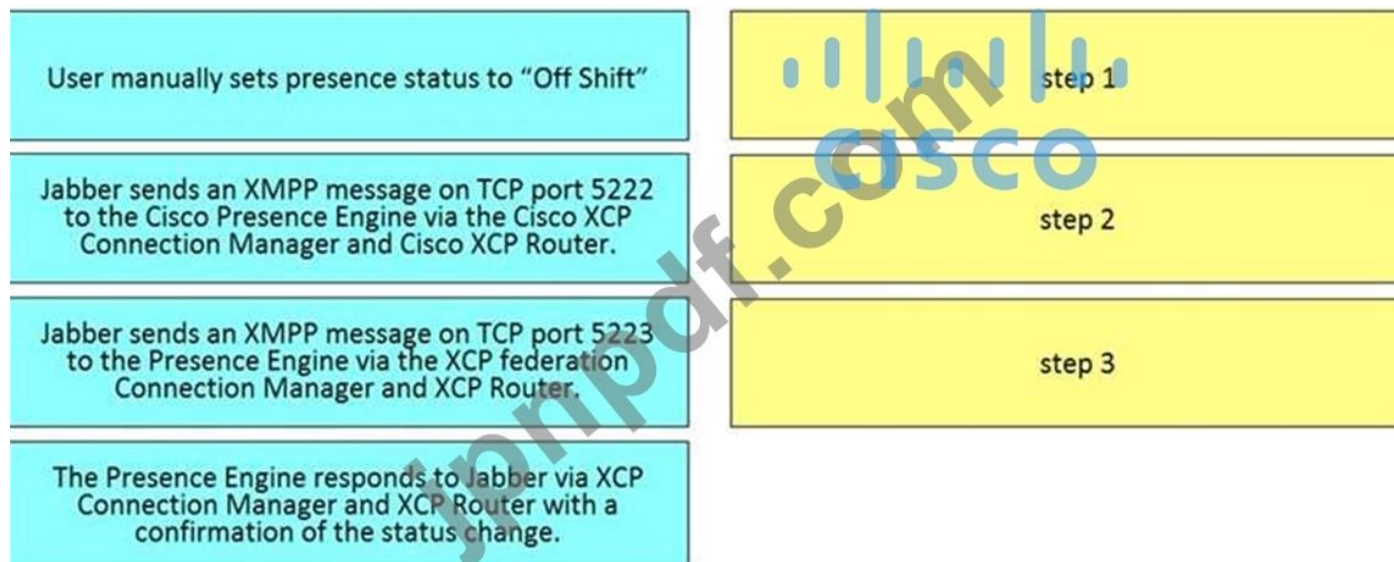 User manually sets presence status to “Off Shift”
Jabber sends an XMPP message on TCP port 5222
to the Cisco Presence Engine via the Cisco XCP
Connection Manager and Cisco XCP Router.
Jabber sends an XMPP message on TCP port 5223
to the Presence Engine via the XCP federation
Connection Manager and XCP Router.
The Presence Engine responds to Jabber via XCP
Connection Manager and XCP Router with a
confirmation of the status change.
step 1
step 2
step 3
CISCO
jpnpdf.com